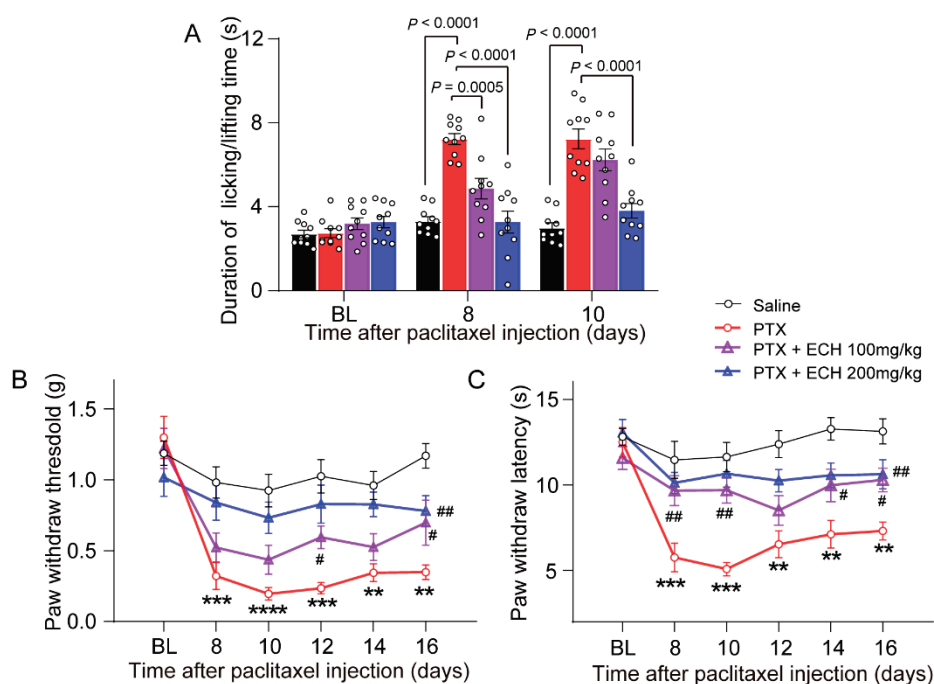 A
Duration of licking/lifting time (s)
12
8
4
0
P < 0.0001
P < 0.0001
P = 0.0005
P < 0.0001
P < 0.0001
BL
8
10
Time after paclitaxel injection (days)
Saline
PTX
PTX + ECH 100mg/kg
PTX + ECH 200mg/kg
B
Paw withdraw thresdold (g)
1.5
1.0
0.5
0.0
##
#
#
***
****
***
**
**
BL
8
10
12
14
16
Time after paclitaxel injection (days)
C
Paw withdraw latency (s)
15
10
5
##
##
##
#
#
***
***
**
**
**
BL
8
10
12
14
16
Time after paclitaxel injection (days)